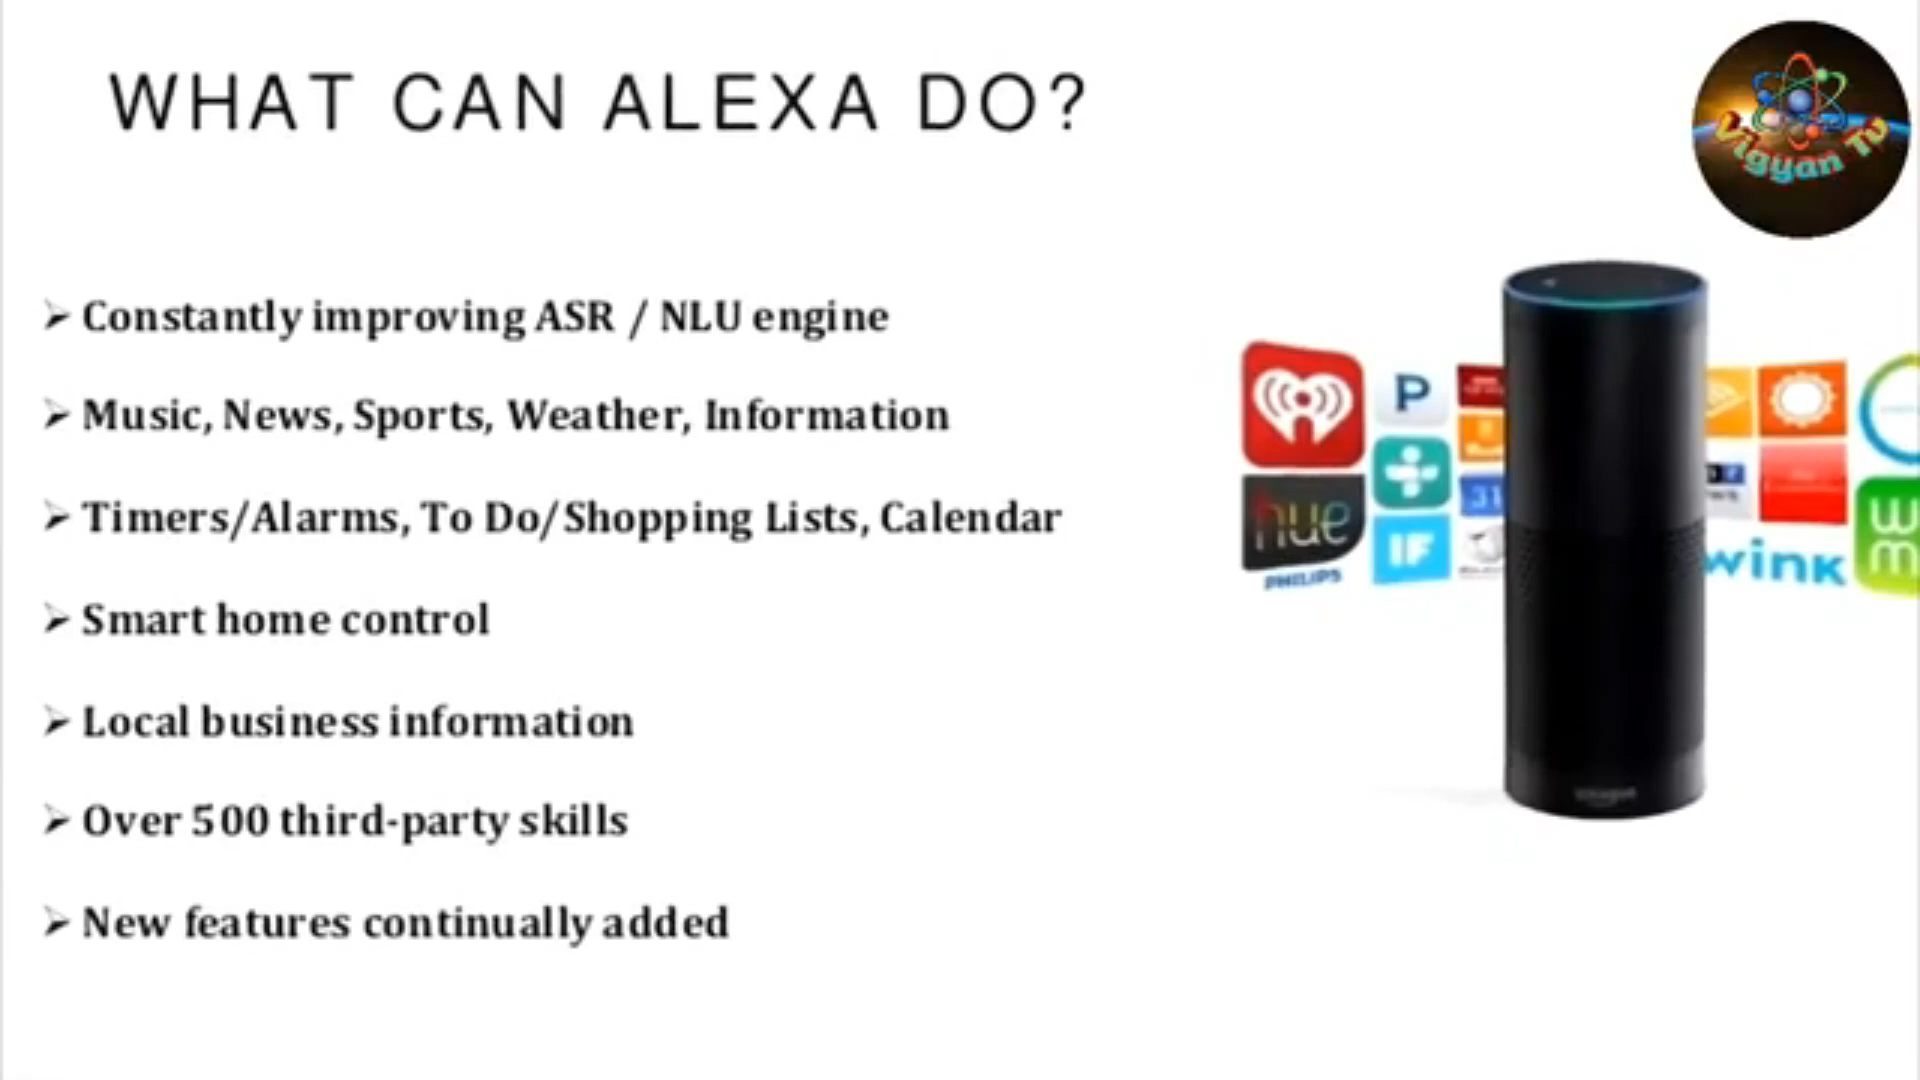 WHAT CAN ALEXA DO?
Vigyan Tv
➢ Constantly improving ASR / NLU engine
➢ Music, News, Sports, Weather, Information
➢ Timers/Alarms, To Do/Shopping Lists, Calendar
➢ Smart home control
➢ Local business information
➢ Over 500 third-party skills
➢ New features continually added
P
hue
PHILIPS
IF
31
wink
amazon